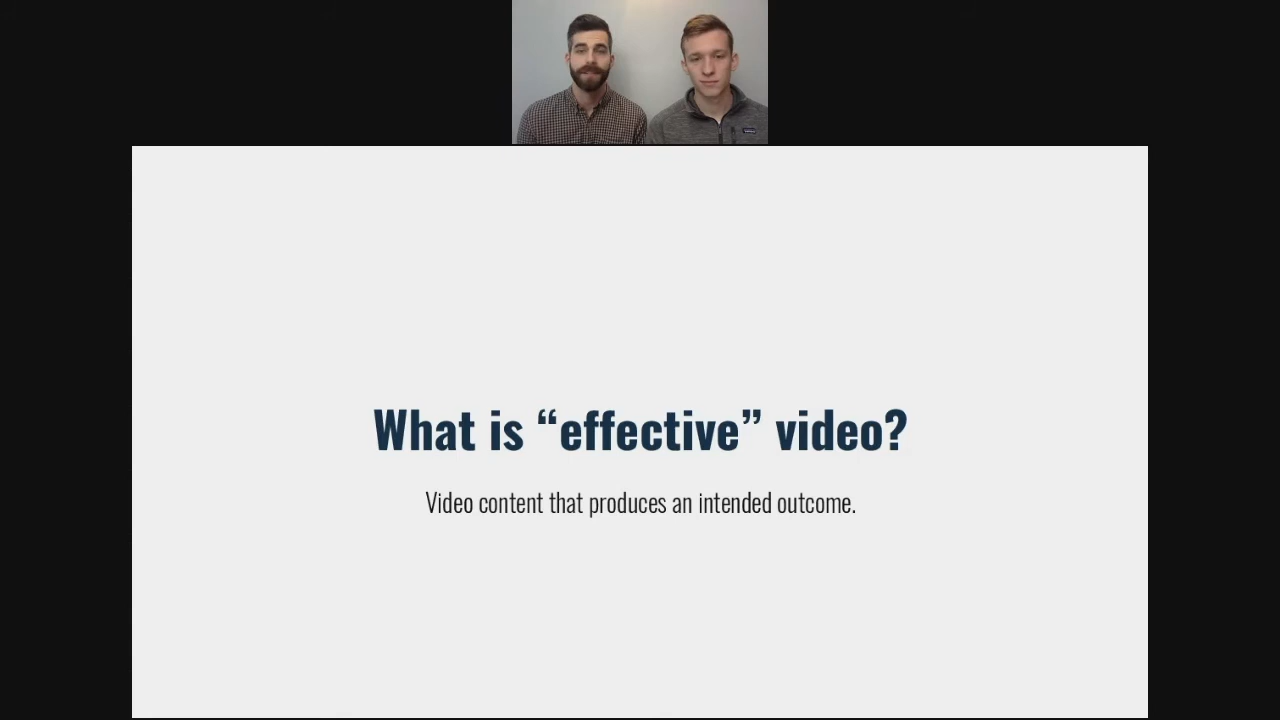 What is “effective” video?
Video content that produces an intended outcome.